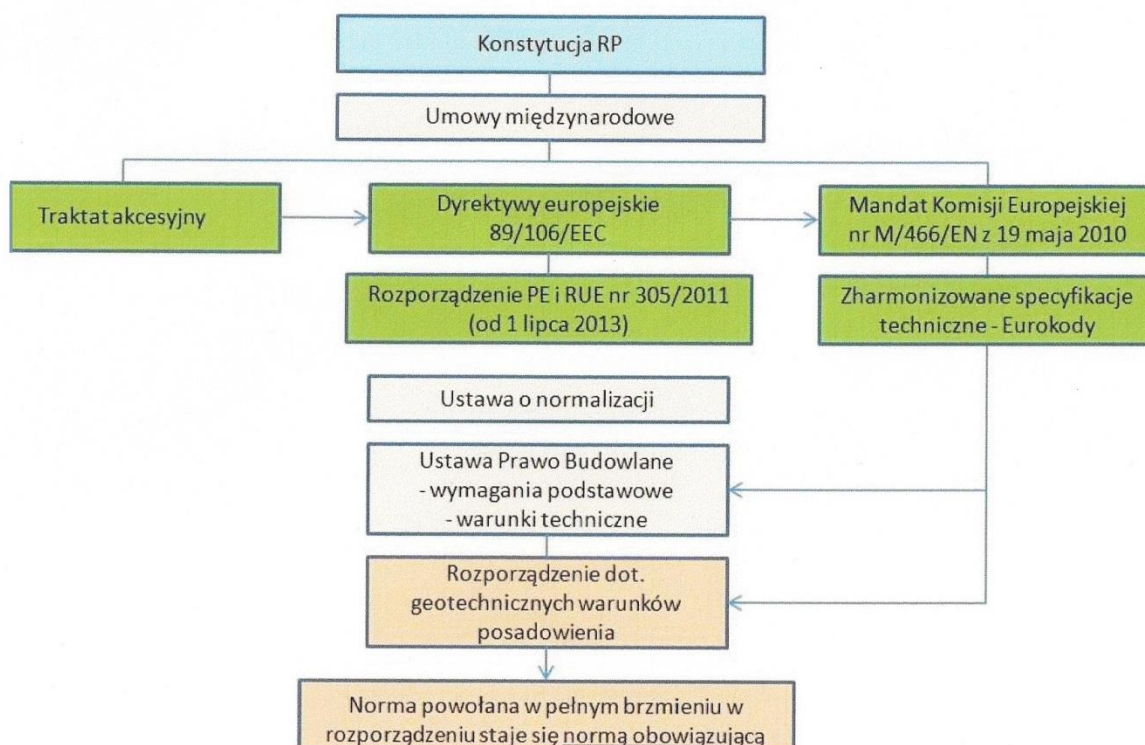 Konstytucja RP
Umowy międzynarodowe
Traktat akcesyjny
Dyrektywy europejskie
89/106/EEC
Mandat Komisji Europejskiej
nr M/466/EN z 19 maja 2010
Rozporządzenie PE i RUE nr 305/2011
(od 1 lipca 2013)
Zharmonizowane specyfikacje
techniczne - Eurokody
Ustawa o normalizacji
Ustawa Prawo Budowlane
- wymagania podstawowe
- warunki techniczne
Rozporządzenie dot.
geotechnicznych warunków
posadowienia
Norma powołana w pełnym brzmieniu w
rozporządzeniu staje się normą obowiązującą